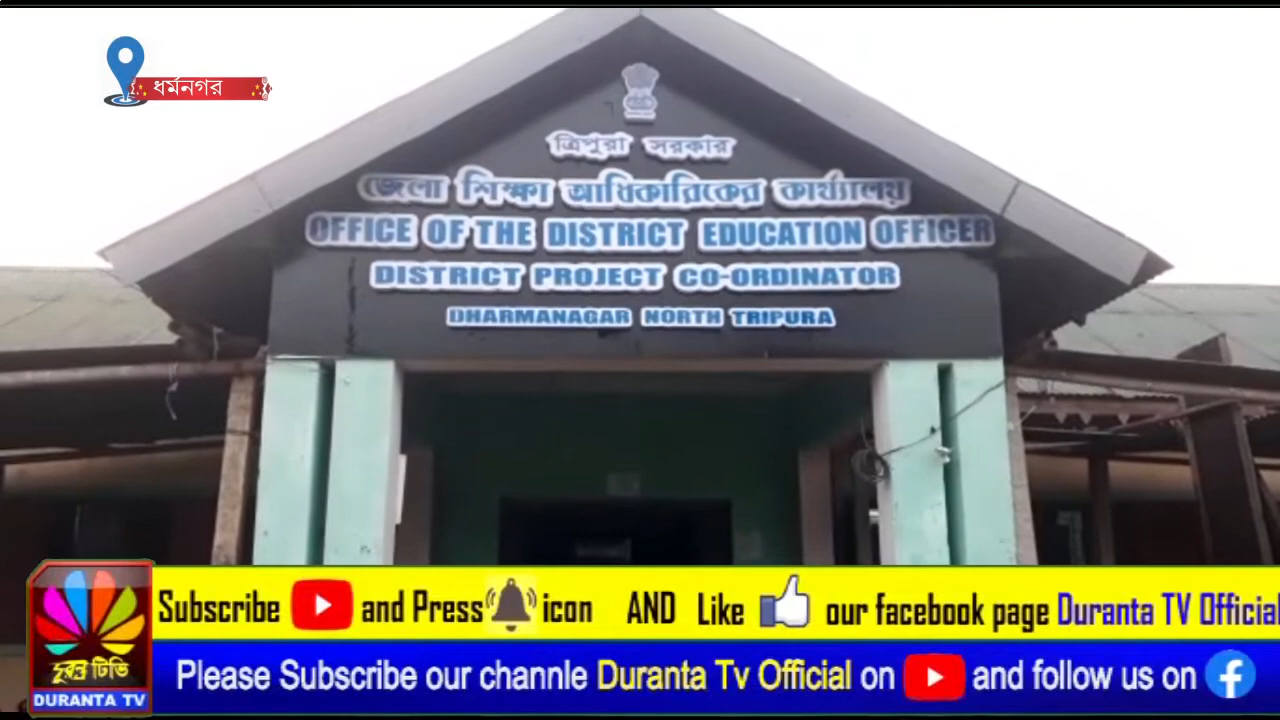 ধর্মনগর
ত্রিপুরা সরকার
জেলা শিক্ষা আধিকারিকের কার্য্যালয়
OFFICE OF THE DISTRICT EDUCATION OFFICER
DISTRICT PROJECT CO-ORDINATOR
DHARMANAGAR NORTH TRIPURA
Subscribe and Press icon AND Like our facebook page Duranta TV Official
দুরন্ত টিভি
DURANTA TV
Please Subscribe our channle Duranta Tv Official on and follow us on